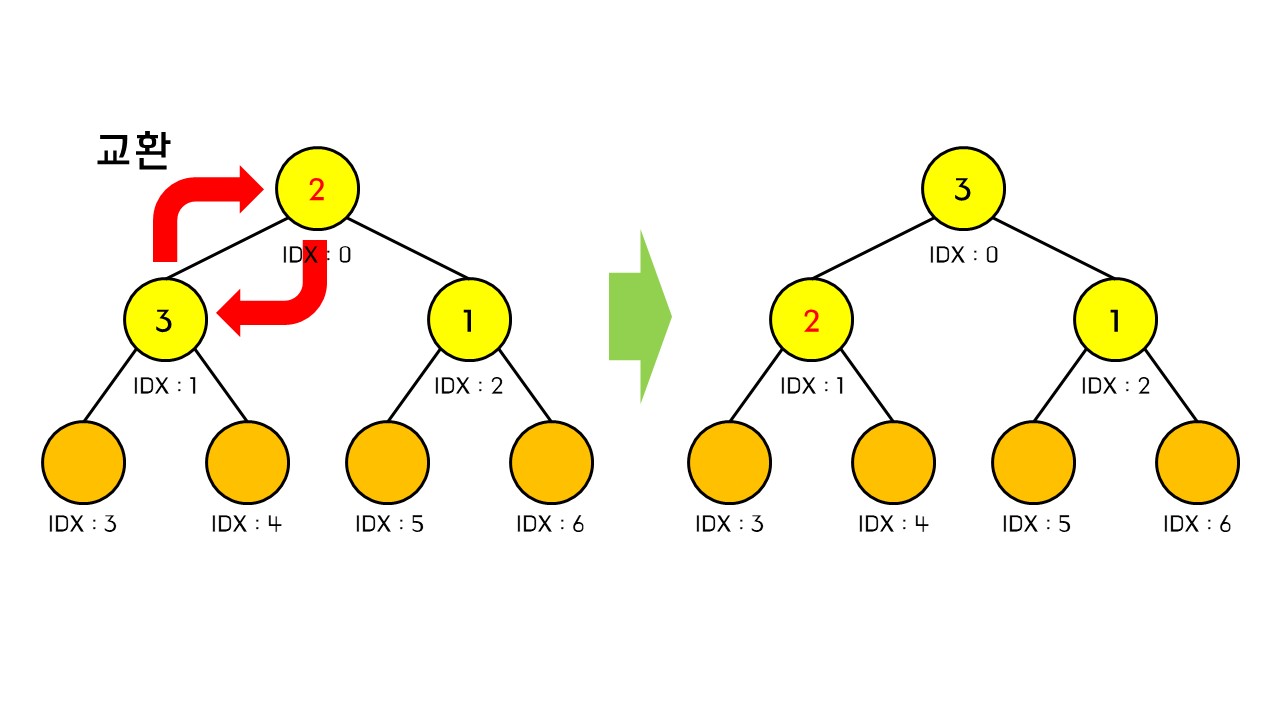 교환
2
IDX : 0
3
1
IDX : 1
IDX : 2
IDX : 3
IDX : 4
IDX : 5
IDX : 6
3
IDX : 0
2
1
IDX : 1
IDX : 2
IDX : 3
IDX : 4
IDX : 5
IDX : 6